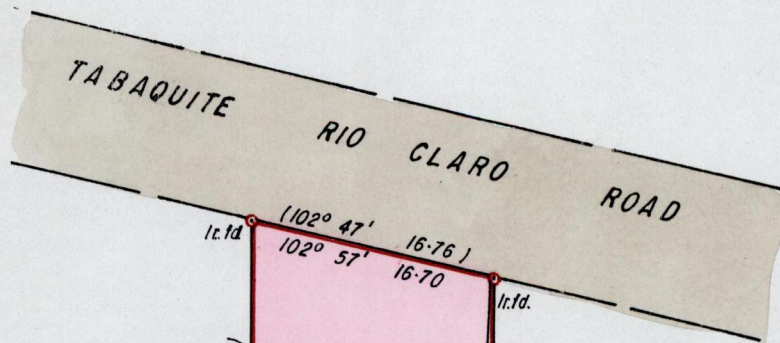 TABAQUITE RIO CLARO ROAD
(102° 47' 16·76)
Ir.fd.
102° 57' 16·70
Ir.fd.